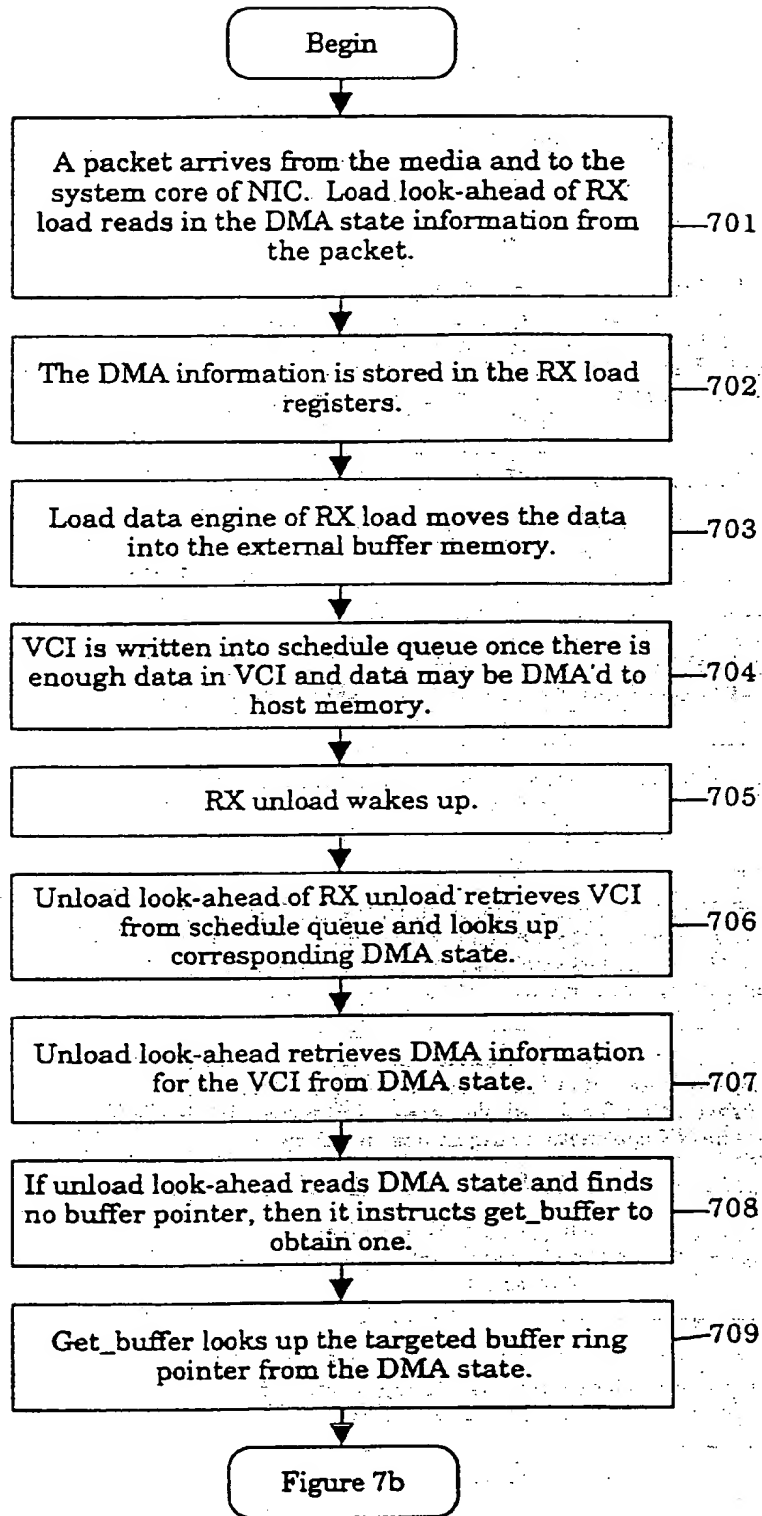 Begin
A packet arrives from the media and to the
system core of NIC. Load look-ahead of RX
load reads in the DMA state information from
the packet.
701
The DMA information is stored in the RX load
registers.
702
Load data engine of RX load moves the data
into the external buffer memory.
703
VCI is written into schedule queue once there is
enough data in VCI and data may be DMA'd to
host memory.
704
RX unload wakes up.
705
Unload look-ahead of RX unload retrieves VCI
from schedule queue and looks up
corresponding DMA state.
706
Unload look-ahead retrieves DMA information
for the VCI from DMA state.
707
If unload look-ahead reads DMA state and finds
no buffer pointer, then it instructs get_buffer to
obtain one.
708
Get_buffer looks up the targeted buffer ring
pointer from the DMA state.
709
Figure 7b